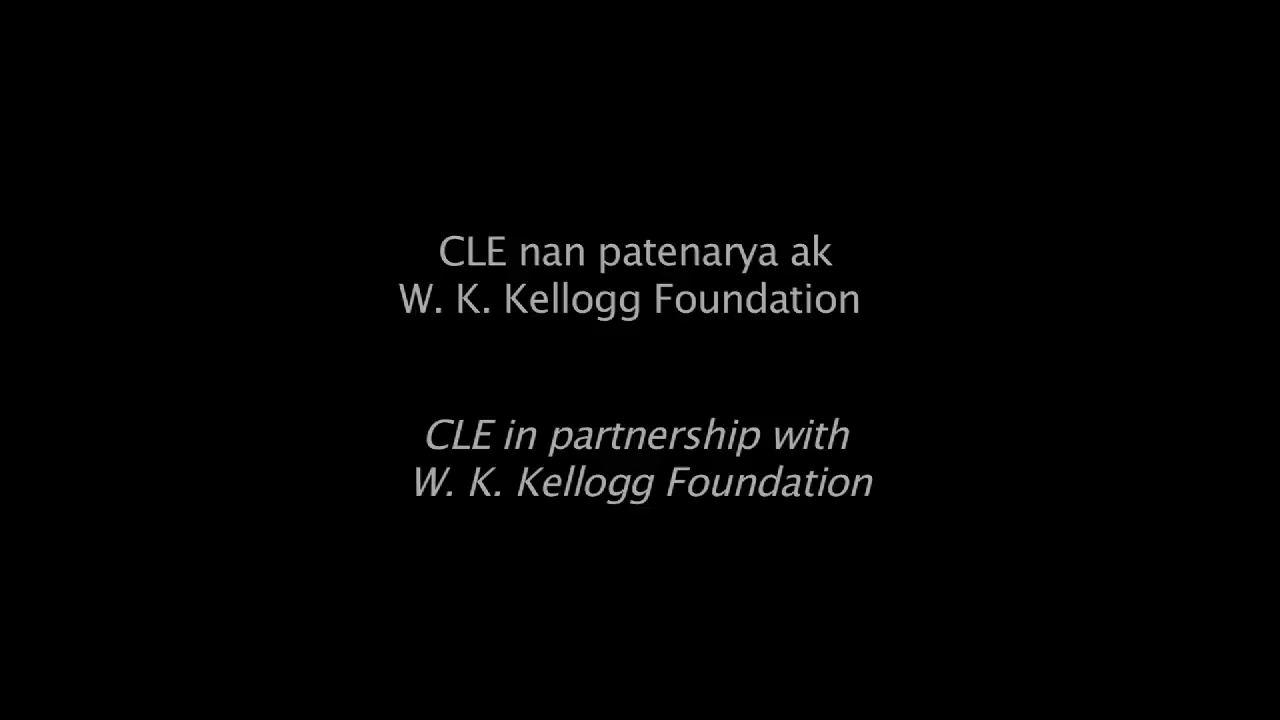 CLE nan patenarya ak
W. K. Kellogg Foundation
CLE in partnership with
W. K. Kellogg Foundation